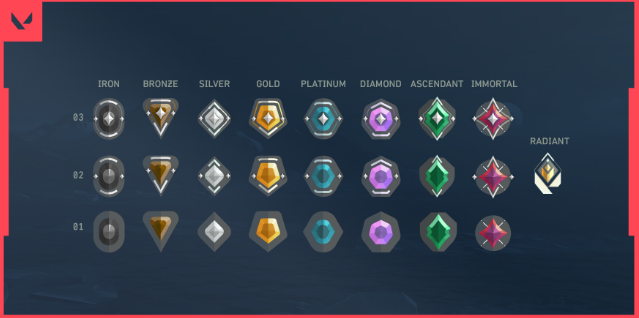 IRON BRONZE SILVER GOLD PLATINUM DIAMOND ASCENDANT IMMORTAL
03
RADIANT
02
01